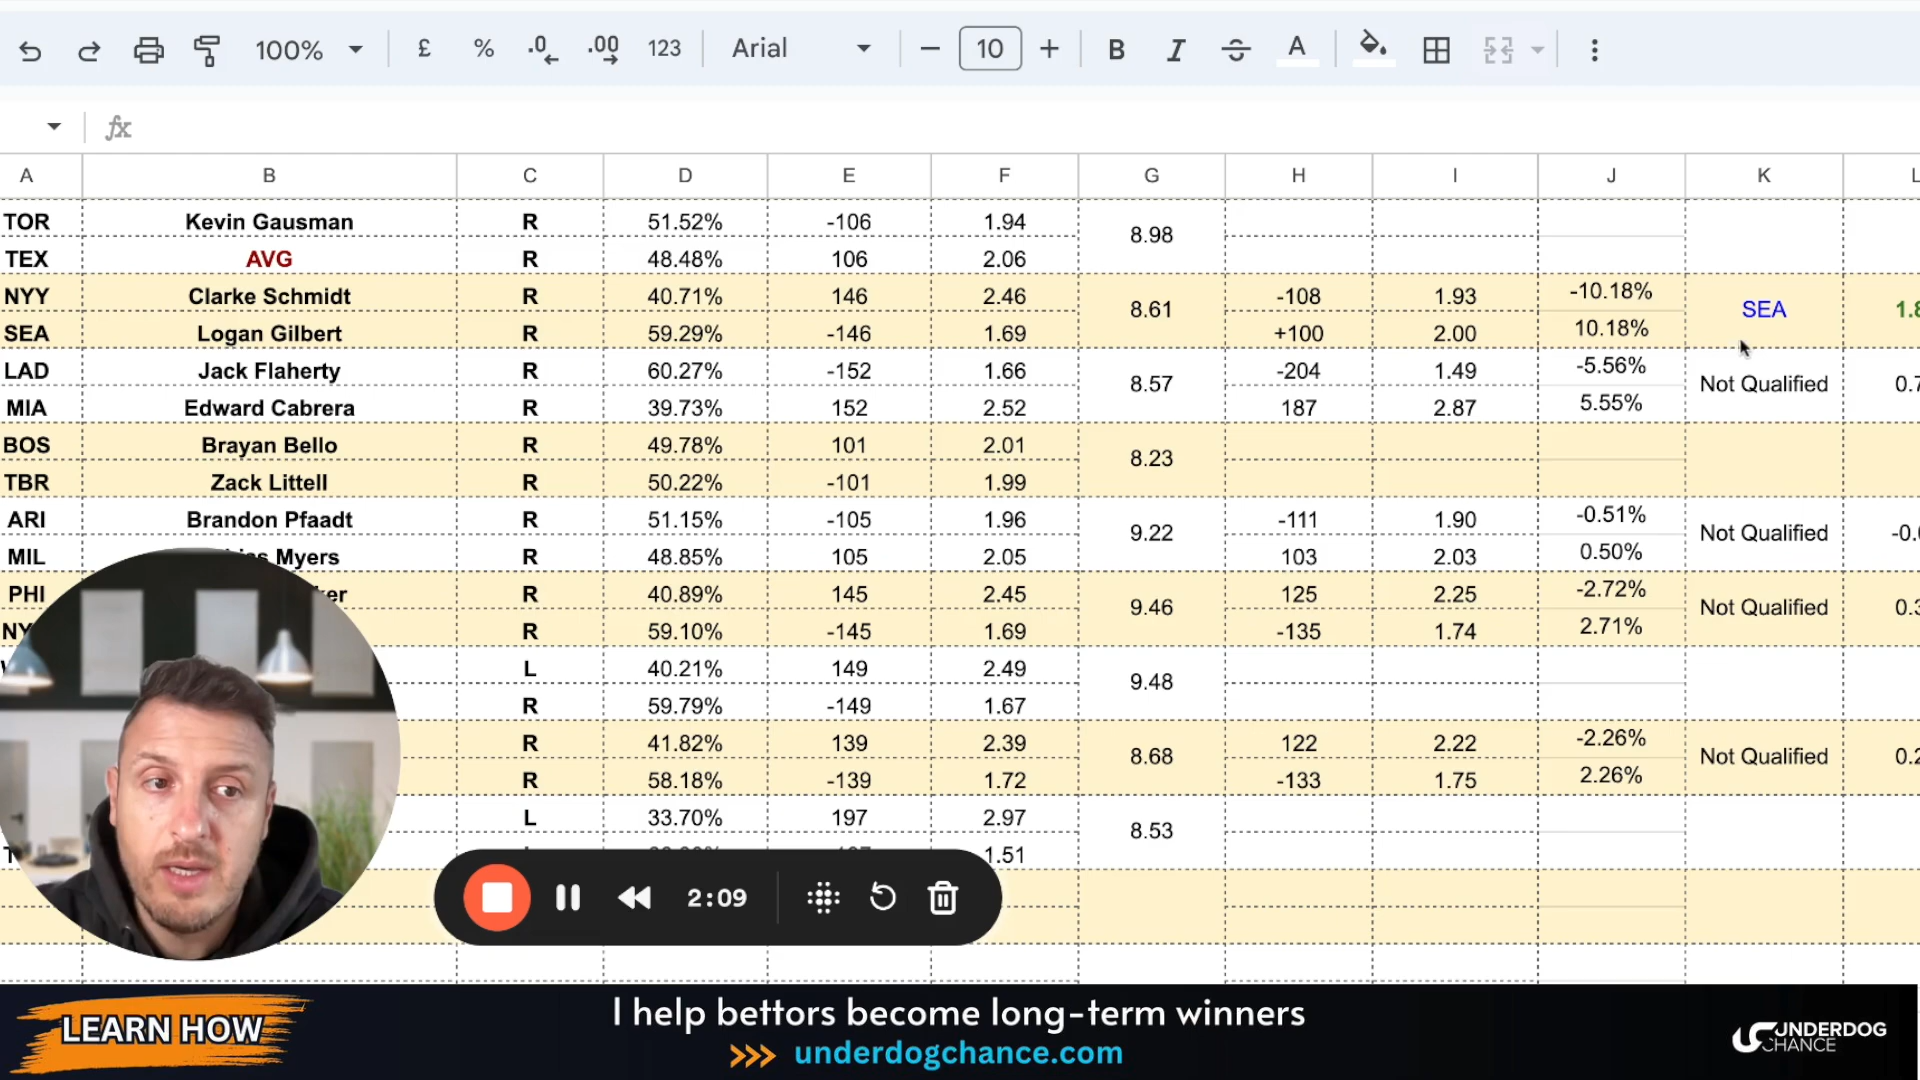 100% £ % .0 .00 123 Arial 10 B I A
fx
A B C D E F G H I J K L
TOR Kevin Gausman R 51.52% -106 1.94 8.98
TEX AVG R 48.48% 106 2.06
NYY Clarke Schmidt R 40.71% 146 2.46 8.61 -108 1.93 -10.18% SEA
SEA Logan Gilbert R 59.29% -146 1.69 +100 2.00 10.18%
LAD Jack Flaherty R 60.27% -152 1.66 8.57 -204 1.49 -5.56% Not Qualified
MIA Edward Cabrera R 39.73% 152 2.52 187 2.87 5.55%
BOS Brayan Bello R 49.78% 101 2.01 8.23
TBR Zack Littell R 50.22% -101 1.99
ARI Brandon Pfaadt R 51.15% -105 1.96 9.22 -111 1.90 -0.51% Not Qualified
MIL Myers R 48.85% 105 2.05 103 2.03 0.50%
PHI R 40.89% 145 2.45 9.46 125 2.25 -2.72% Not Qualified
R 59.10% -145 1.69 -135 1.74 2.71%
L 40.21% 149 2.49 9.48
R 59.79% -149 1.67
R 41.82% 139 2.39 8.68 122 2.22 -2.26% Not Qualified
R 58.18% -139 1.72 -133 1.75 2.26%
L 33.70% 197 2.97 8.53
1.51
2:09
LEARN HOW
I help bettors become long-term winners
>>> underdogchance.com
UNDERDOG
CHANCE